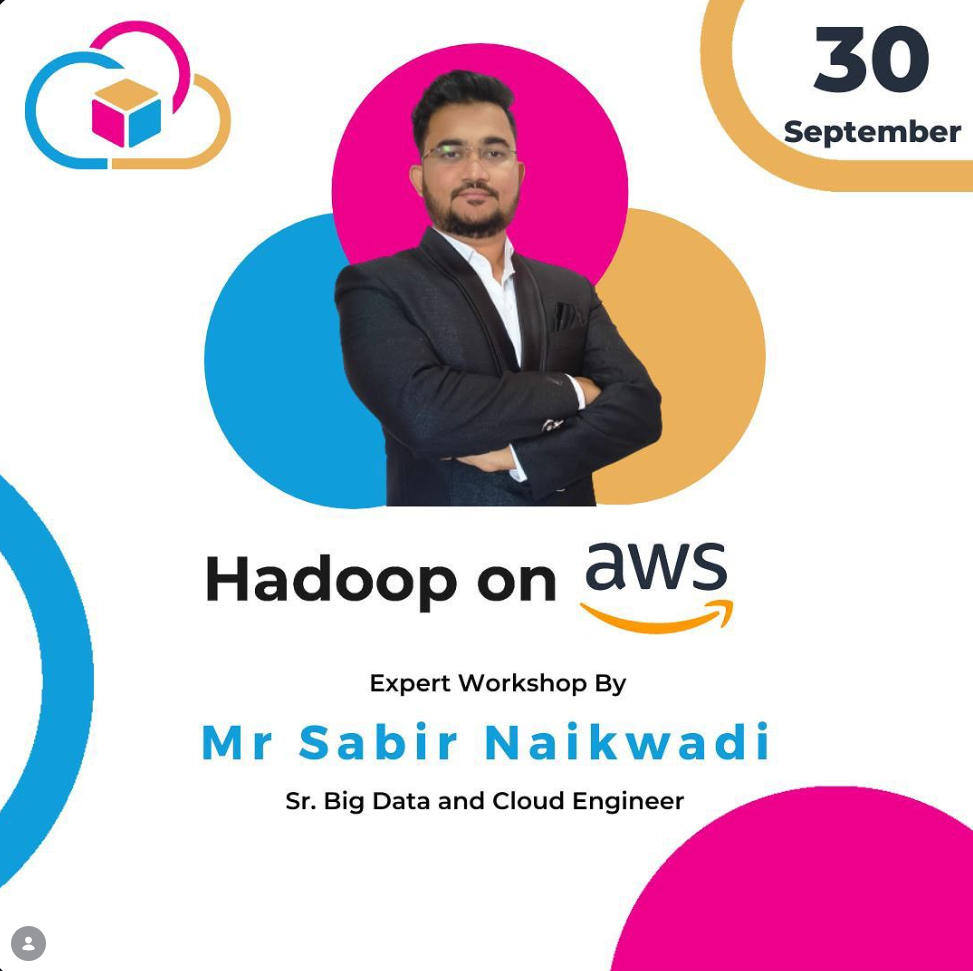 30
September
Hadoop on aws
Expert Workshop By
Mr Sabir Naikwadi
Sr. Big Data and Cloud Engineer